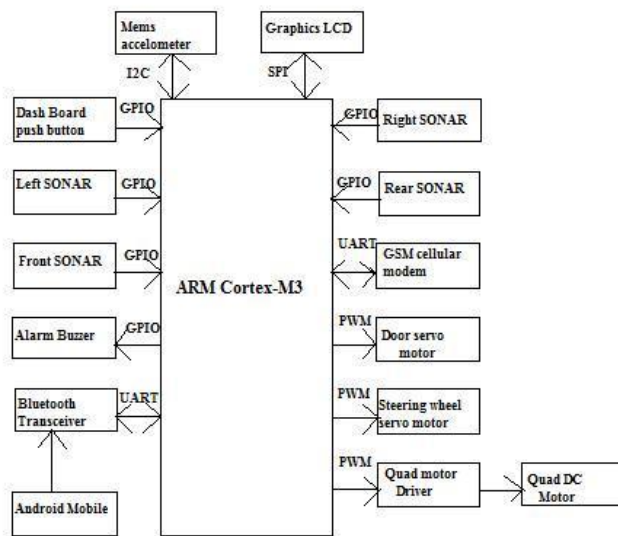 Mems
accelometer
Graphics LCD
I2C
SPI
Dash Board
push button
GPIO
GPIO
Right SONAR
Left SONAR
GPIO
GPIO
Rear SONAR
Front SONAR
GPIO
UART
GSM cellular
modem
ARM Cortex-M3
Alarm Buzzer
GPIO
PWM
Door servo
motor
Bluetooth
Transceiver
UART
PWM
Steering wheel
servo motor
PWM
Quad motor
Driver
Quad DC
Motor
Android Mobile